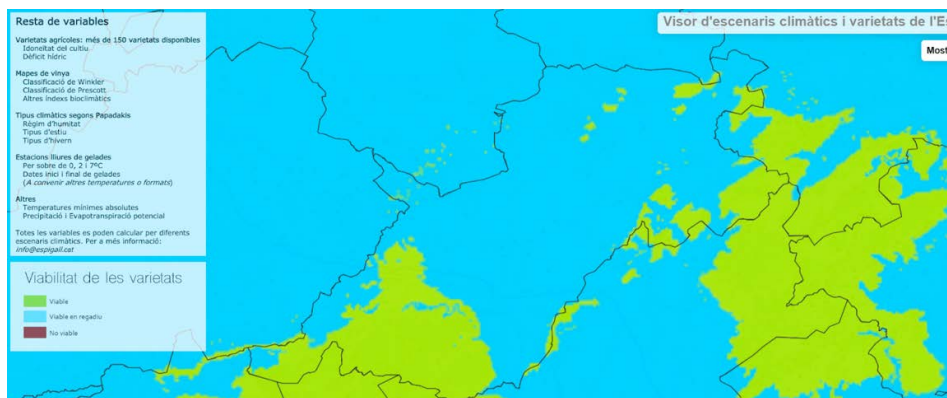 Resta de variables
Visor d'escenaris climàtics i varietats de l'Es
Most
Varietats agrícoles: més de 150 varietats disponibles
Idoneïtat del cultiu
Dèficit hídric
Mapes de vinya
Classificació de Winkler
Classificació de Prescott
Altres índexs bioclimàtics
Tipus climàtics segons Papadakis
Règim d'humitat
Tipus d'estiu
Tipus d'hivern
Estacions lliures de gelades
Per sobre de 0, 2 i 7ºC
Dates inici i final de gelades
(A convenir altres temperatures o formats)
Altres
Temperatures mínimes absolutes
Precipitació i Evapotranspiració potencial
Totes les variables es poden calcular per diferents
escenaris climàtics. Per a més informació:
info@espigall.cat
Viabilitat de les varietats
Viable
Viable en regadiu
No viable